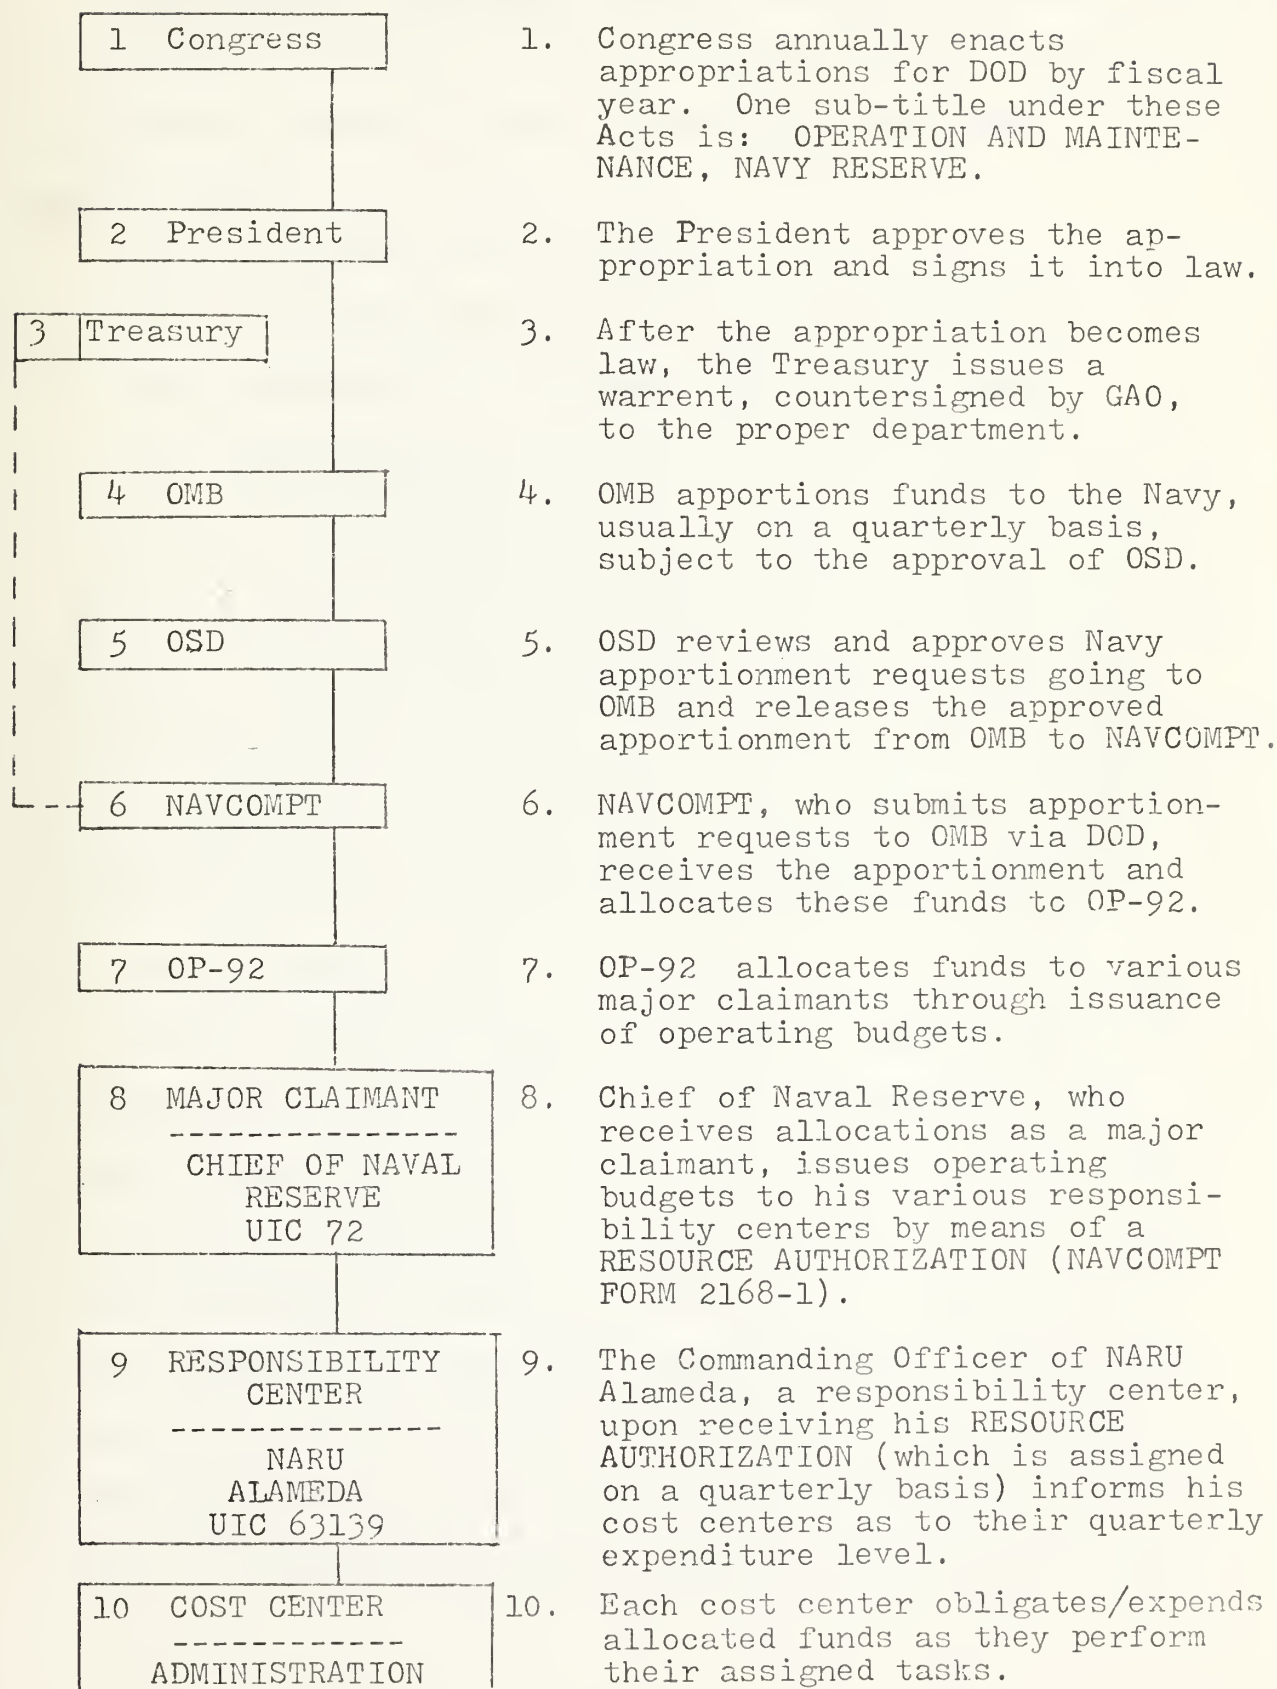 1 Congress
1. Congress annually enacts
appropriations for DOD by fiscal
year. One sub-title under these
Acts is: OPERATION AND MAINTE-
NANCE, NAVY RESERVE.
2 President
2. The President approves the ap-
propriation and signs it into law.
3 Treasury
3. After the appropriation becomes
law, the Treasury issues a
warrent, countersigned by GAO,
to the proper department.
4 OMB
4. OMB apportions funds to the Navy,
usually on a quarterly basis,
subject to the approval of OSD.
5 OSD
5. OSD reviews and approves Navy
apportionment requests going to
OMB and releases the approved
apportionment from OMB to NAVCOMPT.
6 NAVCOMPT
6. NAVCOMPT, who submits apportion-
ment requests to OMB via DOD,
receives the apportionment and
allocates these funds to OP-92.
7 OP-92
7. OP-92 allocates funds to various
major claimants through issuance
of operating budgets.
8 MAJOR CLAIMANT
CHIEF OF NAVAL
RESERVE
UIC 72
8. Chief of Naval Reserve, who
receives allocations as a major
claimant, issues operating
budgets to his various responsi-
bility centers by means of a
RESOURCE AUTHORIZATION (NAVCOMPT
FORM 2168-1).
9 RESPONSIBILITY
CENTER
NARU
ALAMEDA
UIC 63139
9. The Commanding Officer of NARU
Alameda, a responsibility center,
upon receiving his RESOURCE
AUTHORIZATION (which is assigned
on a quarterly basis) informs his
cost centers as to their quarterly
expenditure level.
10 COST CENTER
ADMINISTRATION
10. Each cost center obligates/expends
allocated funds as they perform
their assigned tasks.